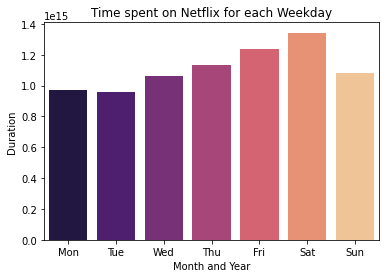 Time spent on Netflix for each Weekday
1e15
1.4
1.2
1.0
0.8
0.6
0.4
0.2
0.0
Duration
Mon Tue Wed Thu Fri Sat Sun
Month and Year